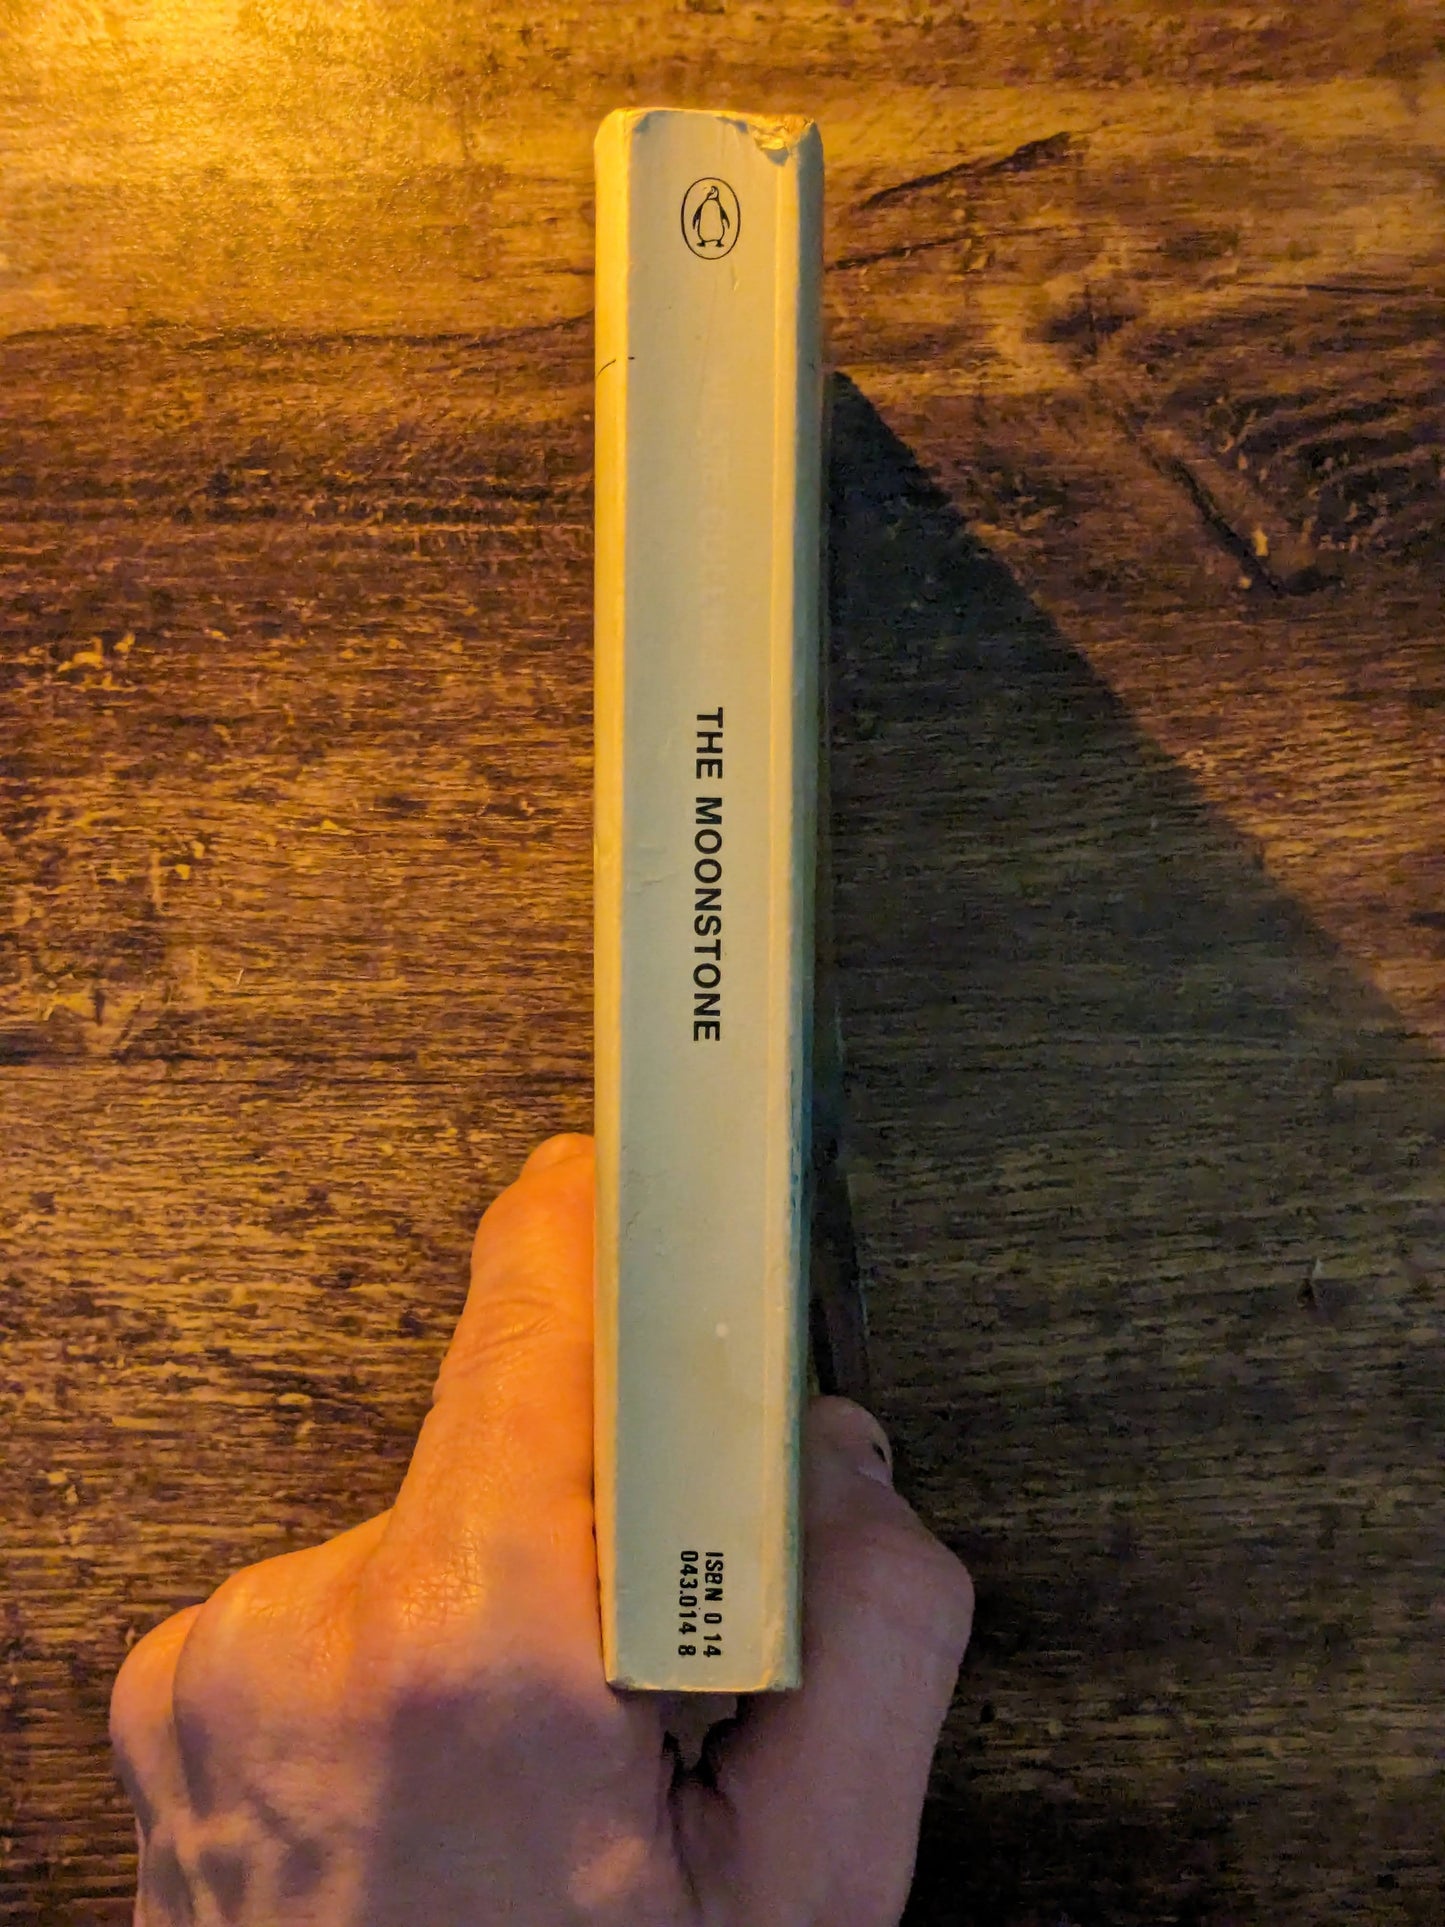 THE MOONSTONE
ISBN 0 14
043.014 8